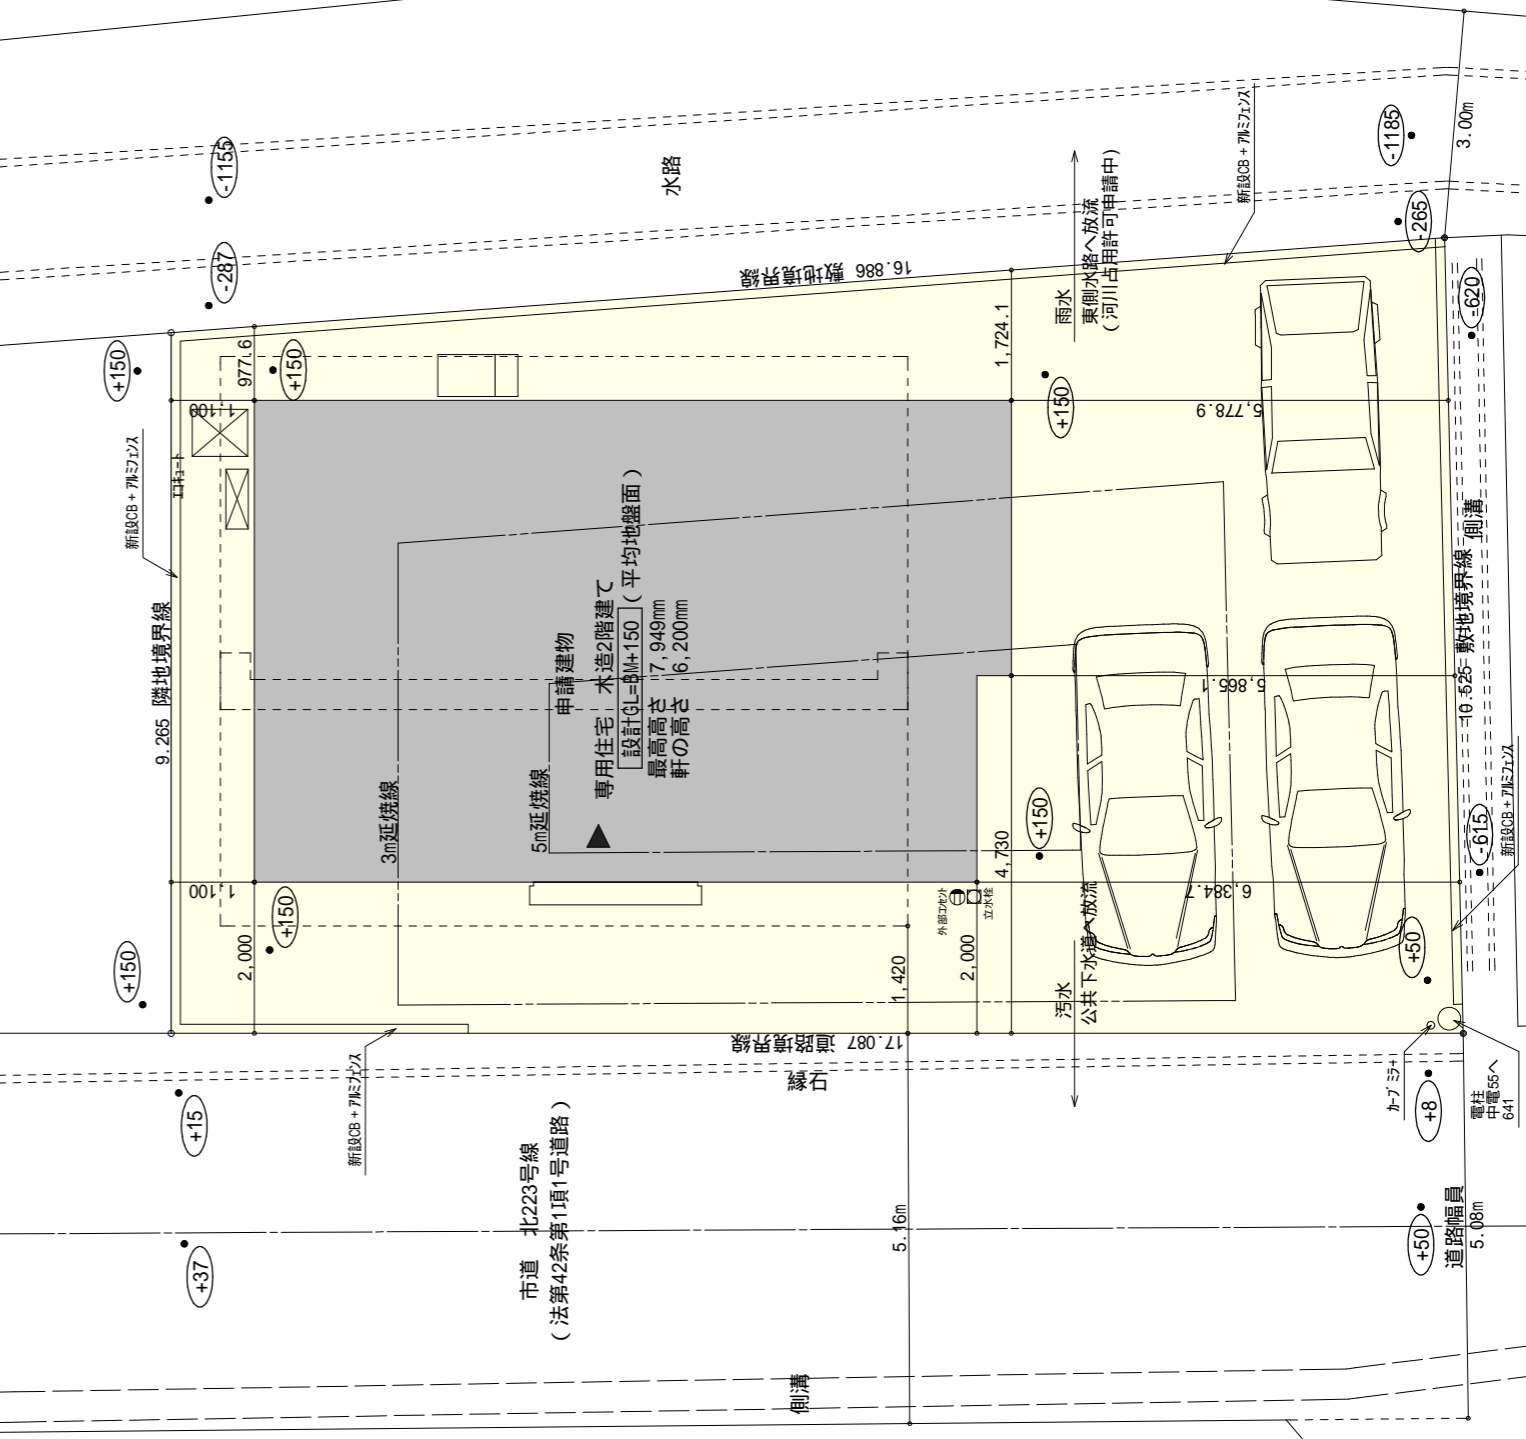 -1155
-287
水路
16.886 敷地境界線
新設CB + アルミフェンス
-1185
3.00m
-265
雨水
東側水路へ放流
( 河川占用許可申請中)
+150
977.6
+150
1,724.1
+150
-620
1,100
5,778.9
新設CB + アルミフェンス
エコキュート
側溝
9.265 隣地境界線
申請建物
専用住宅 木造2階建て
設計GL=BM+150 ( 平均地盤面 )
最高高さ 7,949mm
軒の高さ 6,200mm
3m延焼線
5m延焼線
5,865.1
10.525 敷地境界線
新設CB + アルミフェンス
+150
4,730
-615
1,100
6,384.7
+150
+150
外部コンセント
立水栓
2,000
1,420
2,000
汚水
公共下水道へ放流
+50
17.087 道路境界線
+15
新設CB + アルミフェンス
カーブミラー
電柱
中電55へ
641
+8
市道 北223号線
( 法第42条第1項1号道路 )
+37
5.16m
+50
道路幅員
5.08m
側溝